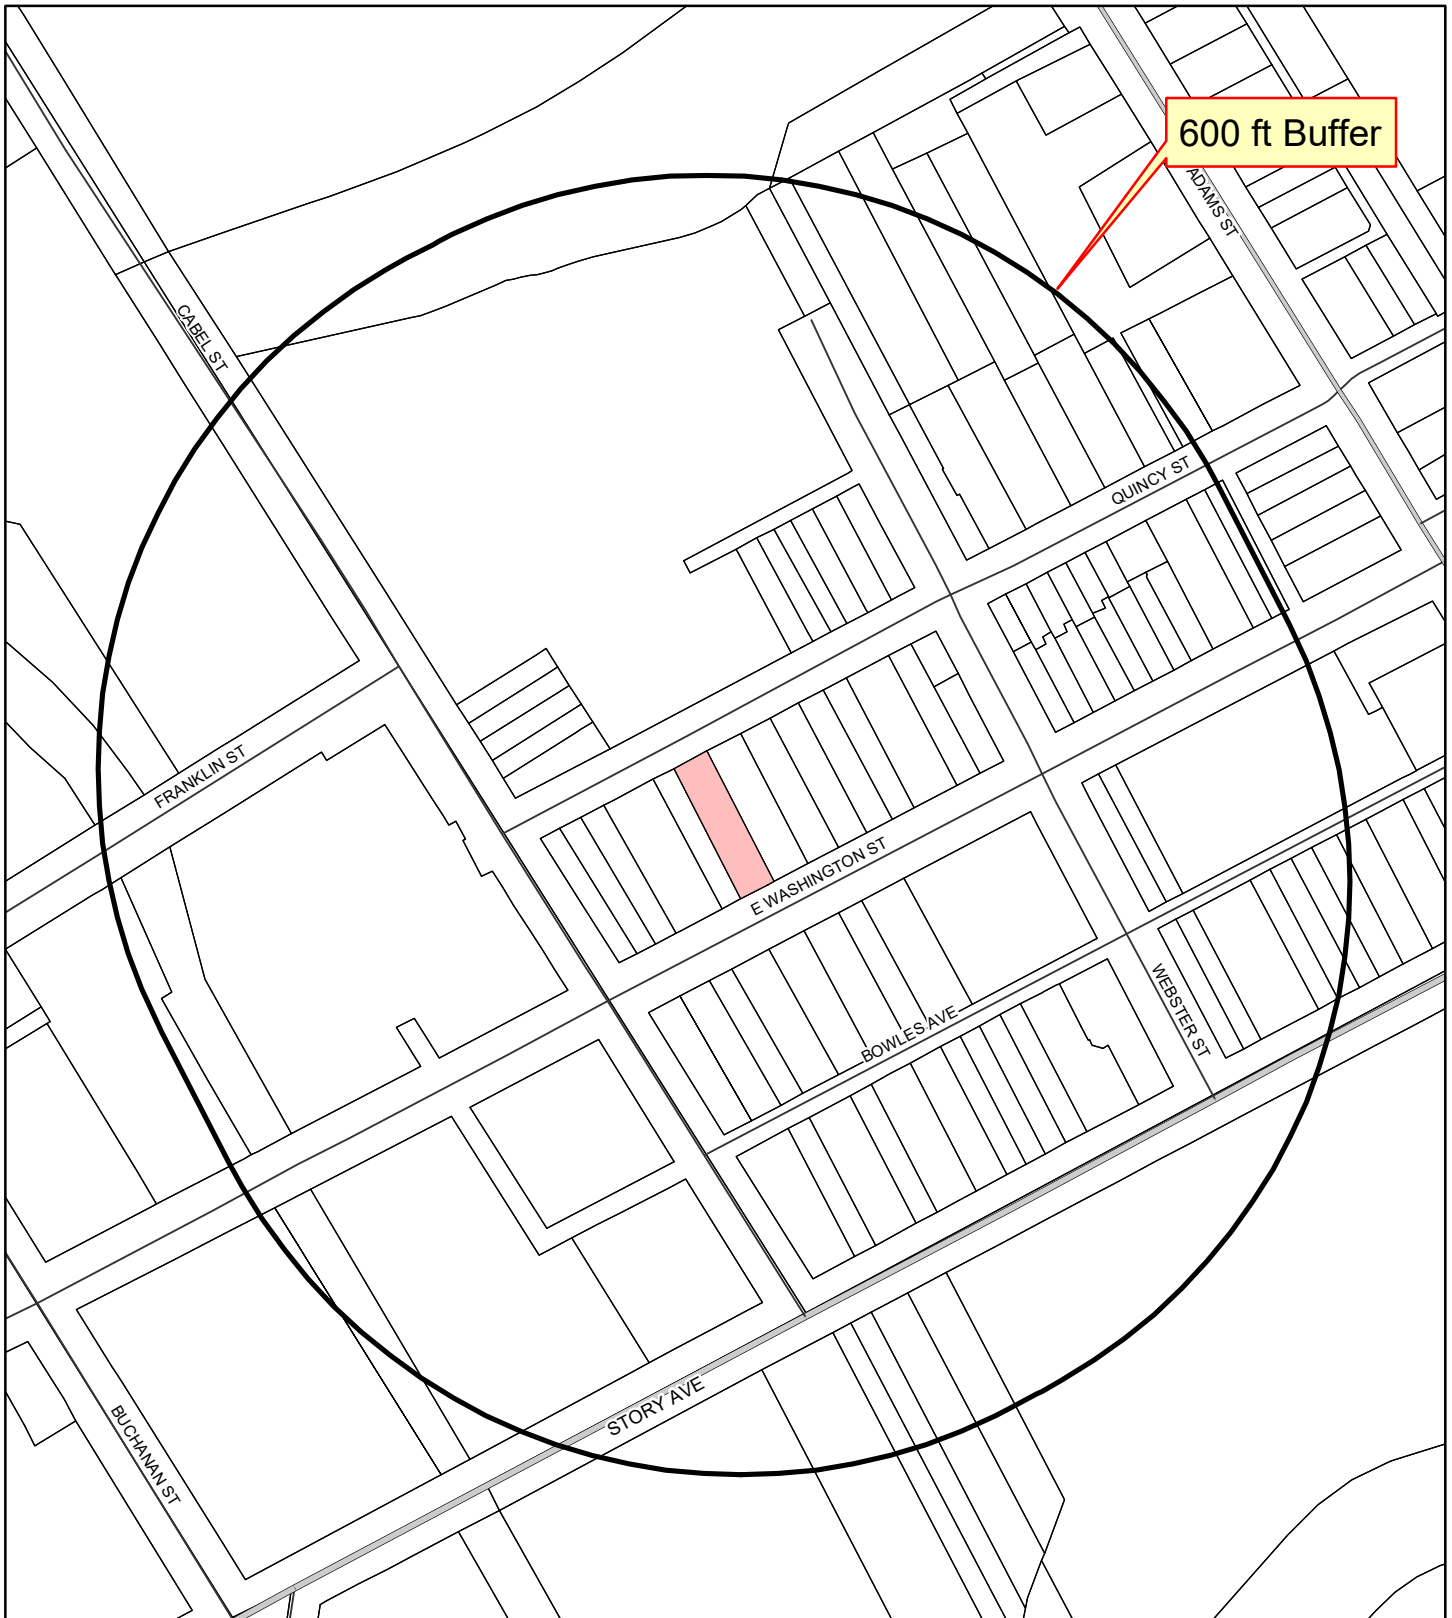 600 ft Buffer
ADAMS ST
CABEL ST
QUINCY ST
FRANKLIN ST
E WASHINGTON ST
WEBSTER ST
BOWLES AVE
STORY AVE
BUCHANAN ST